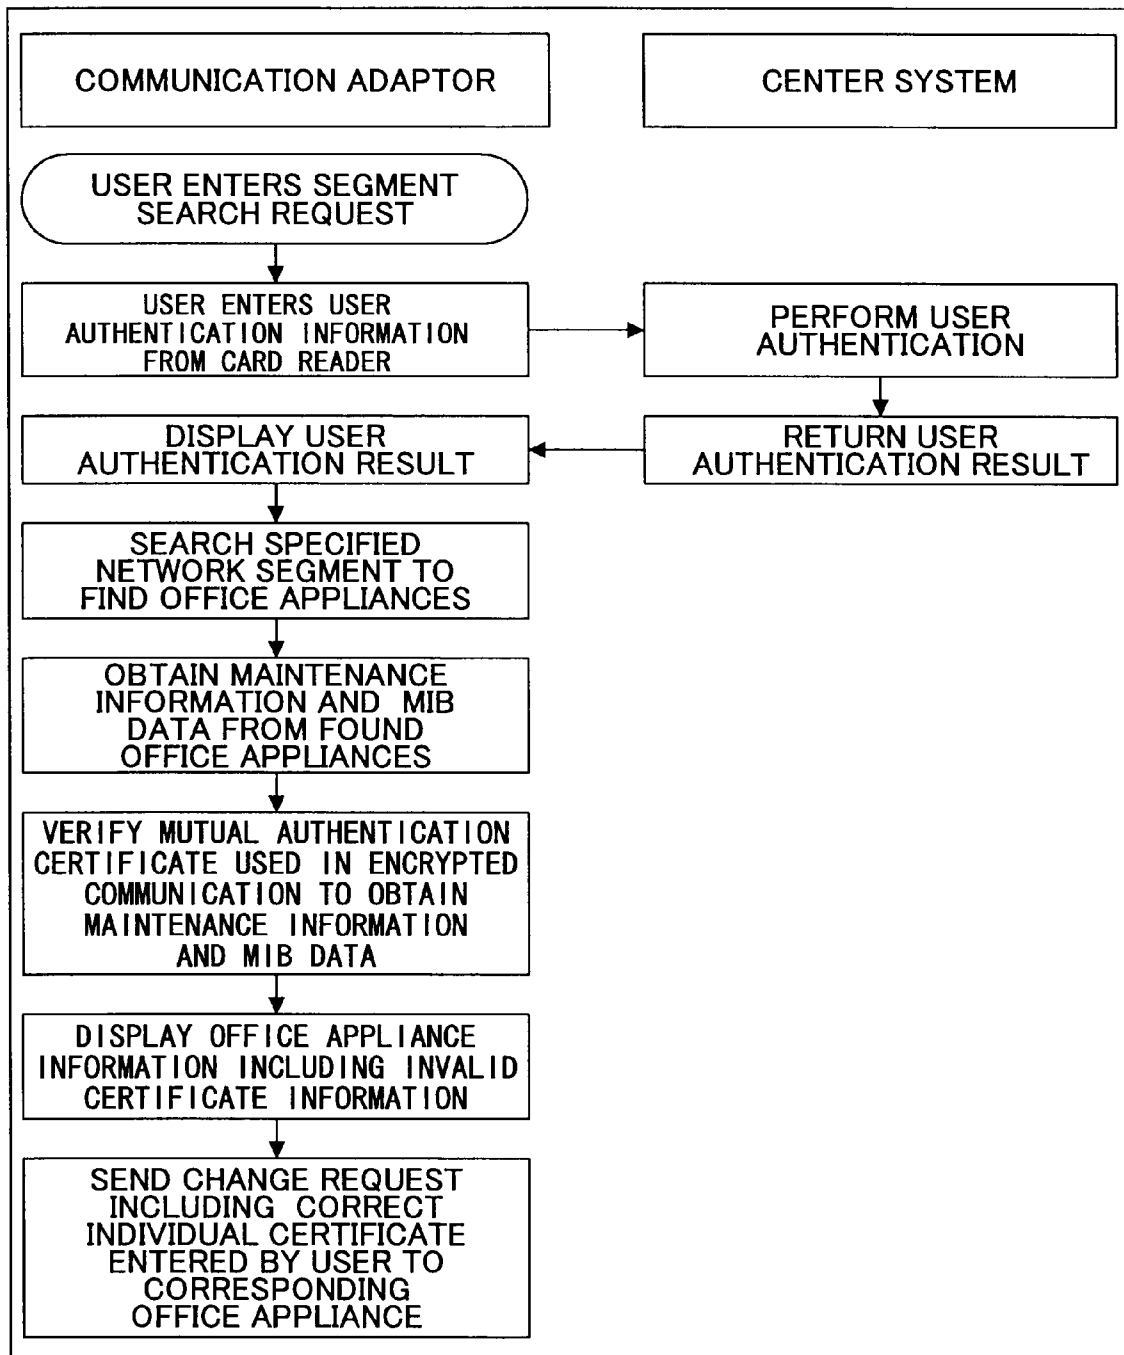 COMMUNICATION ADAPTOR
CENTER SYSTEM
USER ENTERS SEGMENT
SEARCH REQUEST
USER ENTERS USER
AUTHENTICATION INFORMATION
FROM CARD READER
PERFORM USER
AUTHENTICATION
DISPLAY USER
AUTHENTICATION RESULT
RETURN USER
AUTHENTICATION RESULT
SEARCH SPECIFIED
NETWORK SEGMENT TO
FIND OFFICE APPLIANCES
OBTAIN MAINTENANCE
INFORMATION AND MIB
DATA FROM FOUND
OFFICE APPLIANCES
VERIFY MUTUAL AUTHENTICATION
CERTIFICATE USED IN ENCRYPTED
COMMUNICATION TO OBTAIN
MAINTENANCE INFORMATION
AND MIB DATA
DISPLAY OFFICE APPLIANCE
INFORMATION INCLUDING INVALID
CERTIFICATE INFORMATION
SEND CHANGE REQUEST
INCLUDING CORRECT
INDIVIDUAL CERTIFICATE
ENTERED BY USER TO
CORRESPONDING
OFFICE APPLIANCE